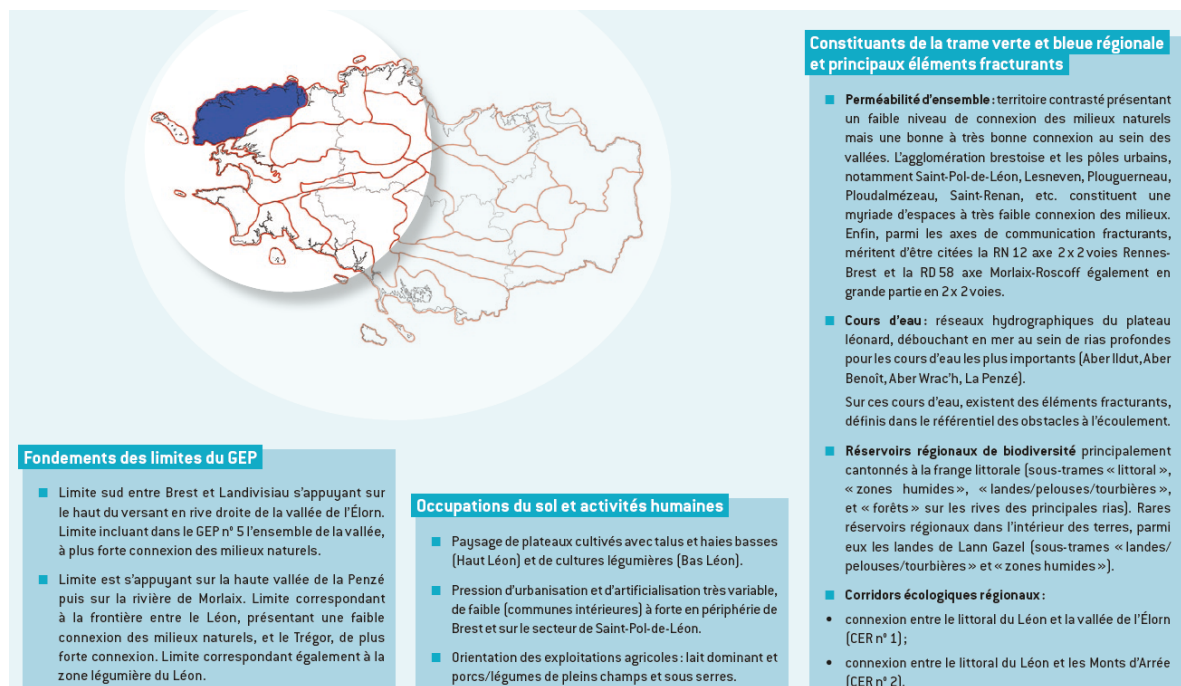 Fondements des limites du GEP
Limite sud entre Brest et Landivisiau s'appuyant sur
le haut du versant en rive droite de la vallée de l'Élorn.
Limite incluant dans le GEP n° 5 l'ensemble de la vallée,
à plus forte connexion des milieux naturels.
Limite est s'appuyant sur la haute vallée de la Penzé
puis sur la rivière de Morlaix. Limite correspondant
à la frontière entre le Léon, présentant une faible
connexion des milieux naturels, et le Trégor, de plus
forte connexion. Limite correspondant également à la
zone légumière du Léon.
Occupations du sol et activités humaines
Paysage de plateaux cultivés avec talus et haies basses
(Haut Léon) et de cultures légumières (Bas Léon).
Pression d'urbanisation et d'artificialisation très variable,
de faible (communes intérieures) à forte en périphérie de
Brest et sur le secteur de Saint-Pol-de-Léon.
Orientation des exploitations agricoles : lait dominant et
porcs/légumes de pleins champs et sous serres.
Constituants de la trame verte et bleue régionale
et principaux éléments fracturants
Perméabilité d'ensemble : territoire contrasté présentant
un faible niveau de connexion des milieux naturels
mais une bonne à très bonne connexion au sein des
vallées. L'agglomération brestoise et les pôles urbains,
notamment Saint-Pol-de-Léon, Lesneven, Plouguerneau,
Ploudalmézeau, Saint-Renan, etc. constituent une
myriade d'espaces à très faible connexion des milieux.
Enfin, parmi les axes de communication fracturants,
méritent d'être citées la RN 12 axe 2 x 2 voies Rennes-
Brest et la RD 58 axe Morlaix-Roscoff également en
grande partie en 2 x 2 voies.
Cours d'eau : réseaux hydrographiques du plateau
léonard, débouchant en mer au sein de rias profondes
pour les cours d'eau les plus importants (Aber Ildut, Aber
Benoît, Aber Wrac'h, La Penzé).
Sur ces cours d'eau, existent des éléments fracturants,
définis dans le référentiel des obstacles à l'écoulement.
Réservoirs régionaux de biodiversité principalement
cantonnés à la frange littorale (sous-trames « littoral »,
« zones humides », « landes/pelouses/tourbières »,
et « forêts » sur les rives des principales rias). Rares
réservoirs régionaux dans l'intérieur des terres, parmi
eux les landes de Lann Gazel (sous-trames « landes/
pelouses/tourbières » et « zones humides »).
Corridors écologiques régionaux :
• connexion entre le littoral du Léon et la vallée de l'Élorn
(CER n° 1) ;
• connexion entre le littoral du Léon et les Monts d'Arrée
(CER n° 2).